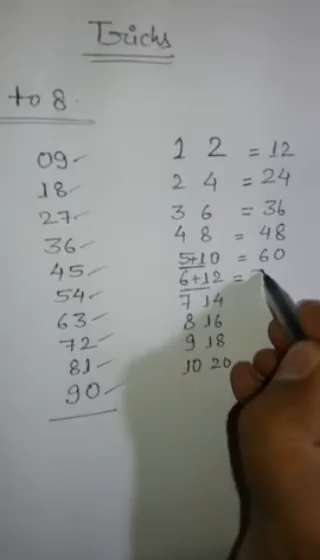 Tricks
to 8
09
18
27
36
45
54
63
72
81
90
1 2 = 12
2 4 = 24
3 6 = 36
4 8 = 48
5+10 = 60
6+12 = 7
7 14
8 16
9 18
10 20